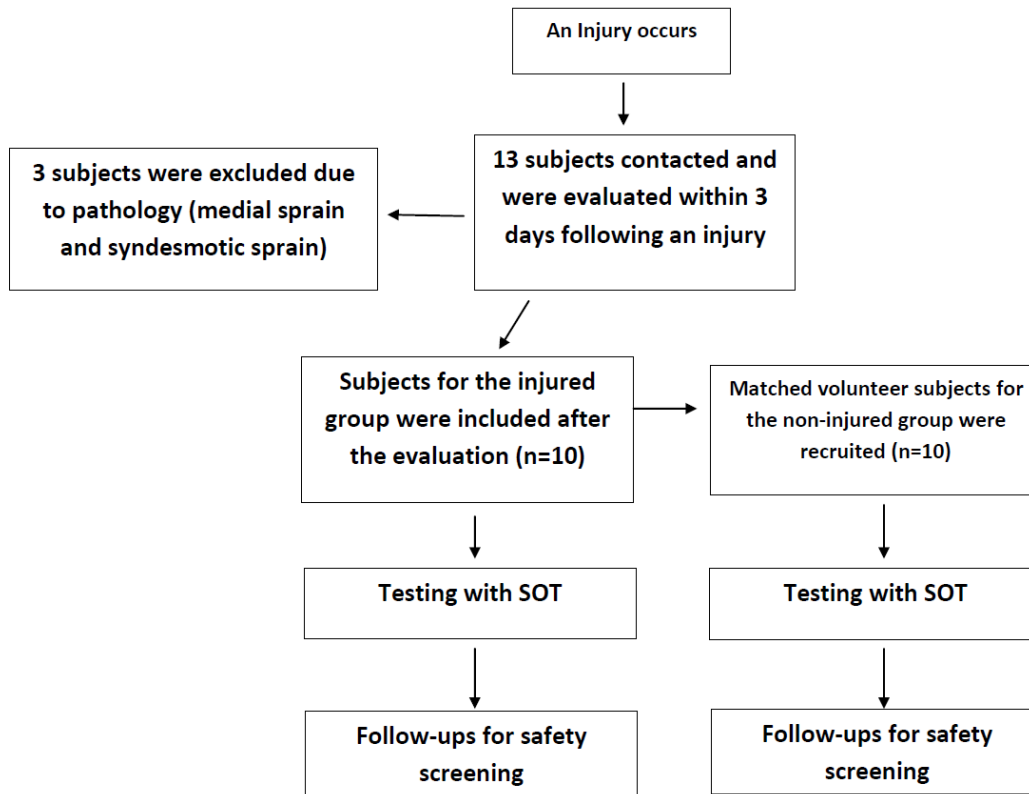 An Injury occurs
13 subjects contacted and
were evaluated within 3
days following an injury
3 subjects were excluded due
to pathology (medial sprain
and syndesmotic sprain)
Subjects for the injured
group were included after
the evaluation (n=10)
Matched volunteer subjects for
the non-injured group were
recruited (n=10)
Testing with SOT
Testing with SOT
Follow-ups for safety
screening
Follow-ups for safety
screening